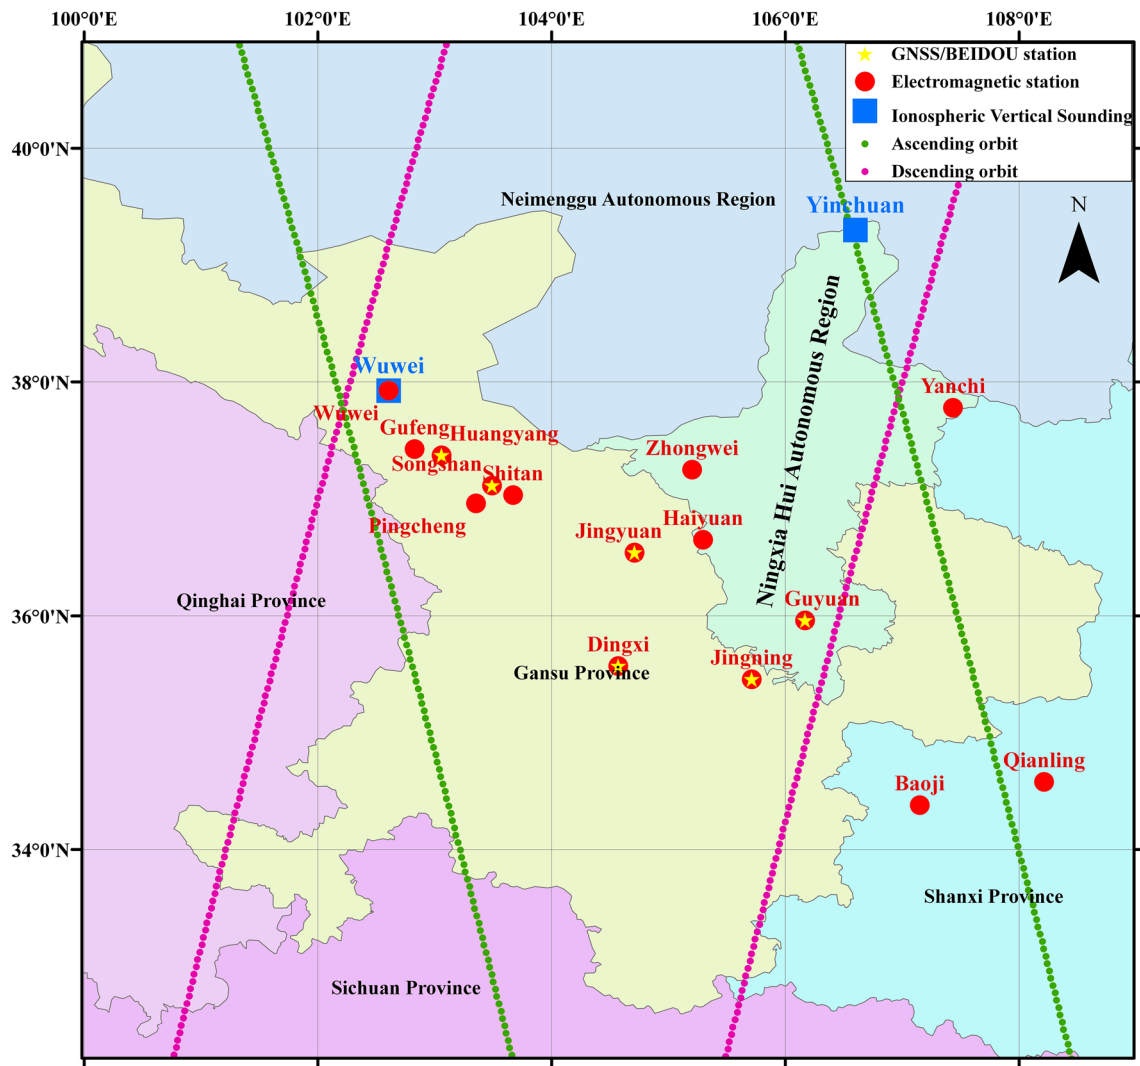 100°0'E 102°0'E 104°0'E 106°0'E 108°0'E
GNSS/BEIDOU station
Electromagnetic station
Ionospheric Vertical Sounding
Ascending orbit
Dscending orbit
40°0'N
Neimenggu Autonomous Region
Yinchuan
N
Ningxia Hui Autonomous Region
Wuwei
38°0'N
Yanchi
Wuwei
Gufeng
Huangyang
Zhongwei
Songshan
Shitan
Pingcheng
Haiyuan
Jingyuan
Qinghai Province
Guyuan
36°0'N
Dingxi
Jingning
Gansu Province
Qianling
Baoji
34°0'N
Shanxi Province
Sichuan Province